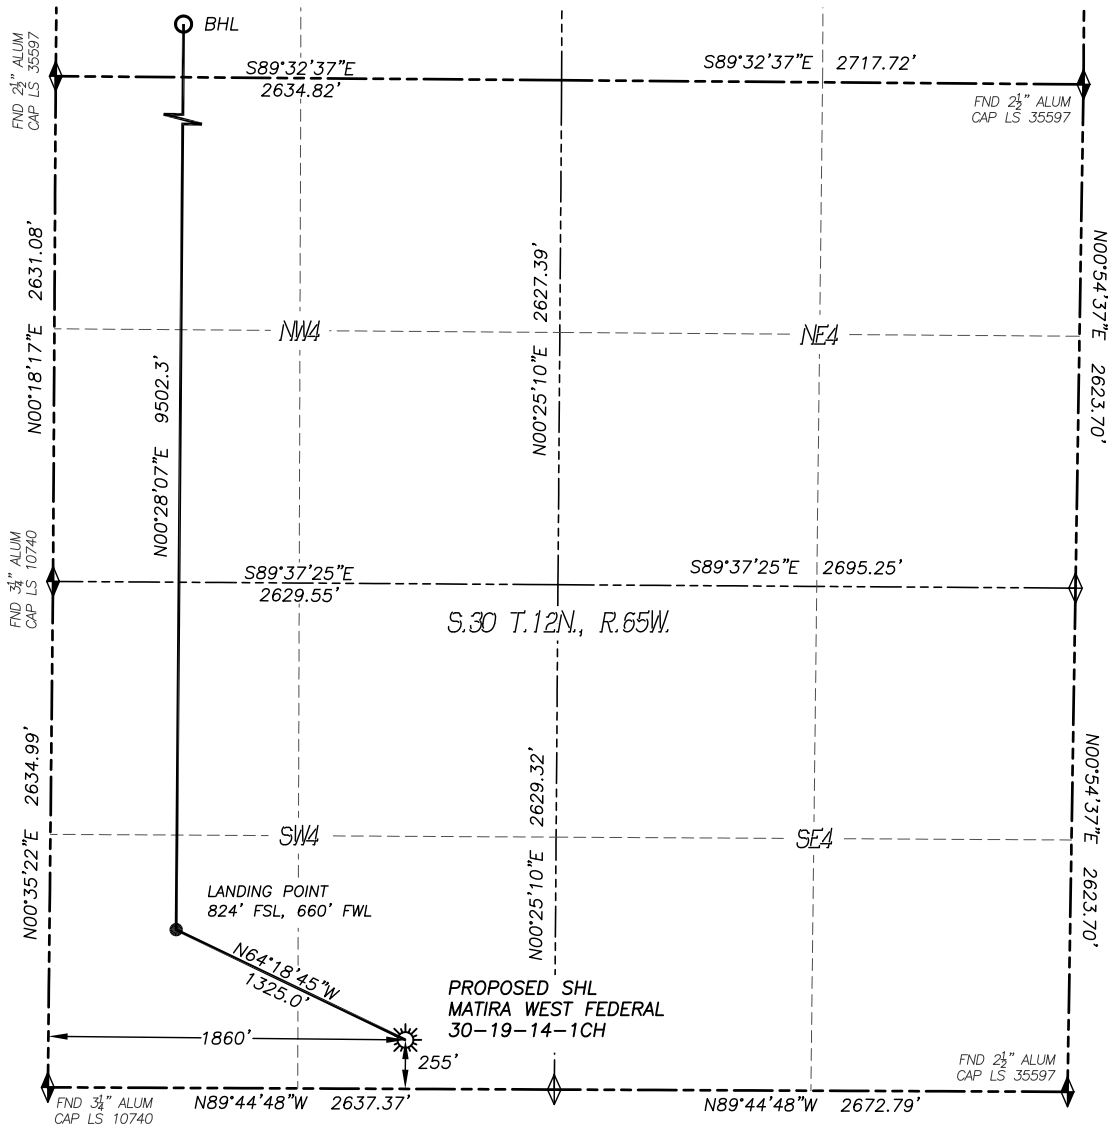 BHL
FND 2½" ALUM
CAP LS 35597
S89°32'37"E
2634.82'
S89°32'37"E 2717.72'
FND 2½" ALUM
CAP LS 35597
N00°18'17"E 2631.08'
N00°28'07"E 9502.3'
N00°25'10"E 2627.39'
N00°54'37"E 2623.70'
NW4
NE4
FND 3¼" ALUM
CAP LS 10740
S89°37'25"E
2629.55'
S89°37'25"E 2695.25'
S.30 T.12N., R.65W.
N00°35'22"E 2634.99'
N00°25'10"E 2629.32'
N00°54'37"E 2623.70'
SW4
SE4
LANDING POINT
824' FSL, 660' FWL
N64°18'45"W
1325.0'
PROPOSED SHL
MATIRA WEST FEDERAL
30-19-14-1CH
1860'
255'
FND 2½" ALUM
CAP LS 35597
FND 3¼" ALUM
CAP LS 10740
N89°44'48"W 2637.37'
N89°44'48"W 2672.79'